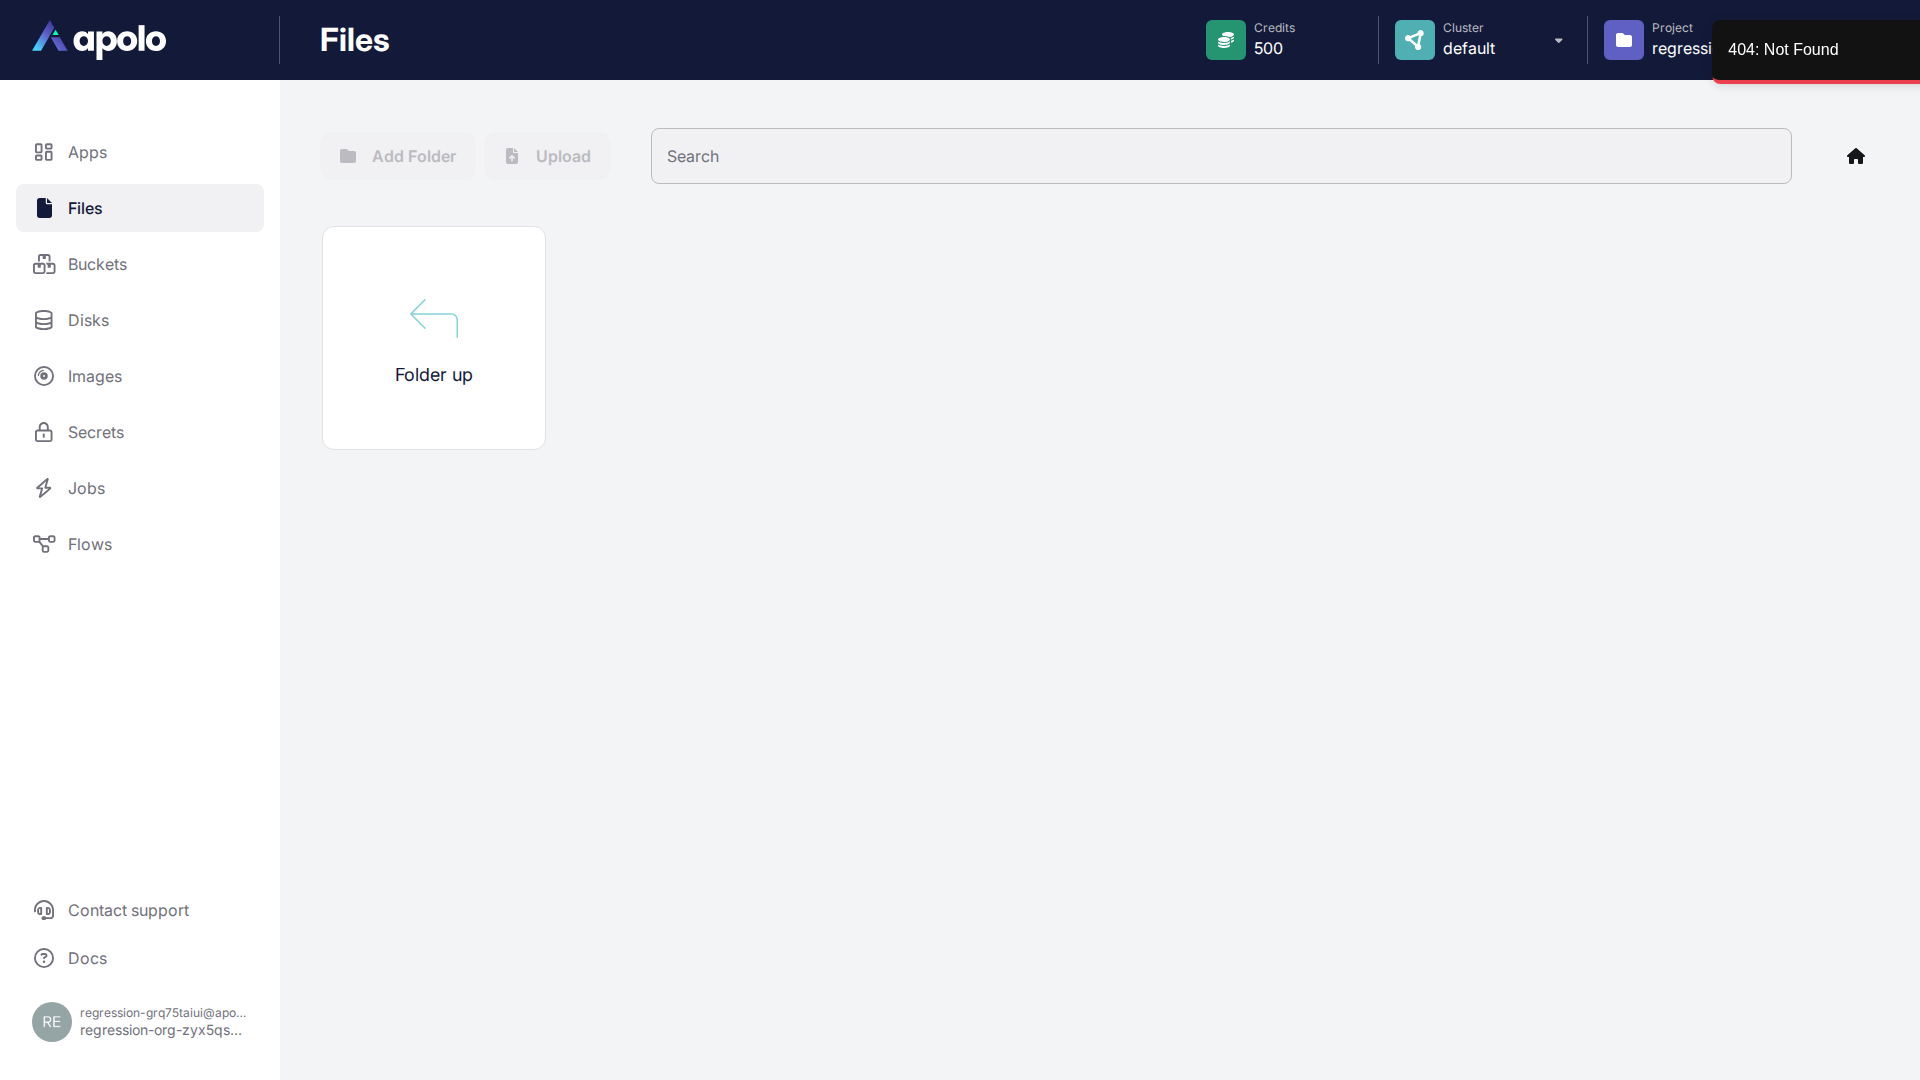 apolo
Files
Credits
500
Cluster
default
Project
regressi
404: Not Found
Apps
Files
Buckets
Disks
Images
Secrets
Jobs
Flows
Add Folder
Upload
Search
Folder up
Contact support
Docs
RE
regression-grq75taiui@apo...
regression-org-zyx5qs...